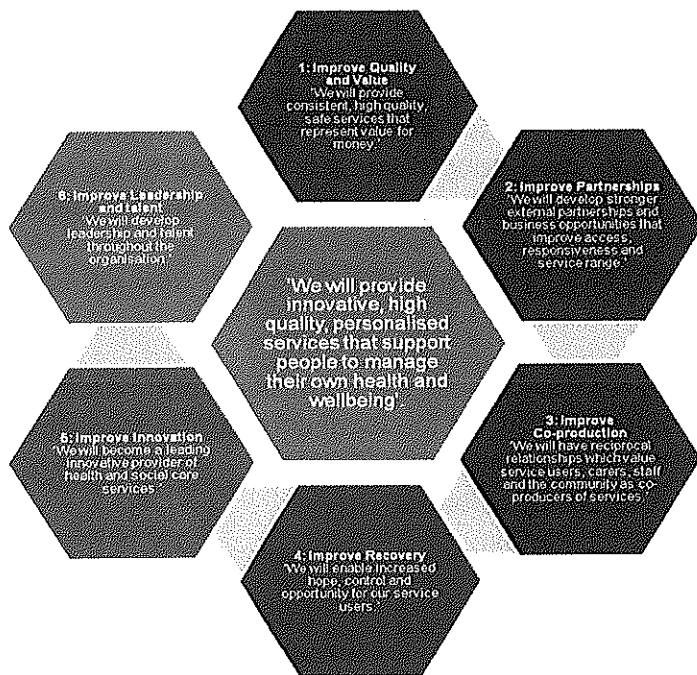 1: Improve Quality
and Value
'We will provide
consistent, high quality,
safe services that
represent value for
money.'
2: Improve Partnerships
'We will develop stronger
external partnerships and
business opportunities that
improve access,
responsiveness and
service range.'
3: Improve
Co-production
'We will have reciprocal
relationships which value
service users, carers, staff
and the community as co-
producers of services.'
4: Improve Recovery
'We will enable increased
hope, control and
opportunity for our service
users.'
5: Improve Innovation
'We will become a leading
innovative provider of
health and social care
services'
6: Improve Leadership
and talent
'We will develop
leadership and talent
throughout the
organisation.'
'We will provide
innovative, high
quality, personalised
services that support
people to manage
their own health and
wellbeing'.